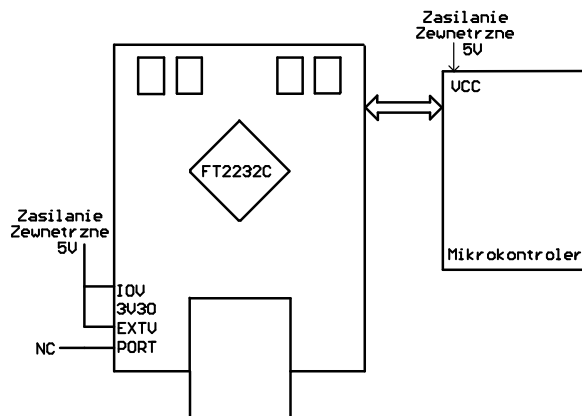 Zasilanie
Zewnetrzne
5V
VCC
FT2232C
Zasilanie
Zewnetrzne
5V
Mikrokontroler
IOV
3V3O
EXTV
NC
PORT